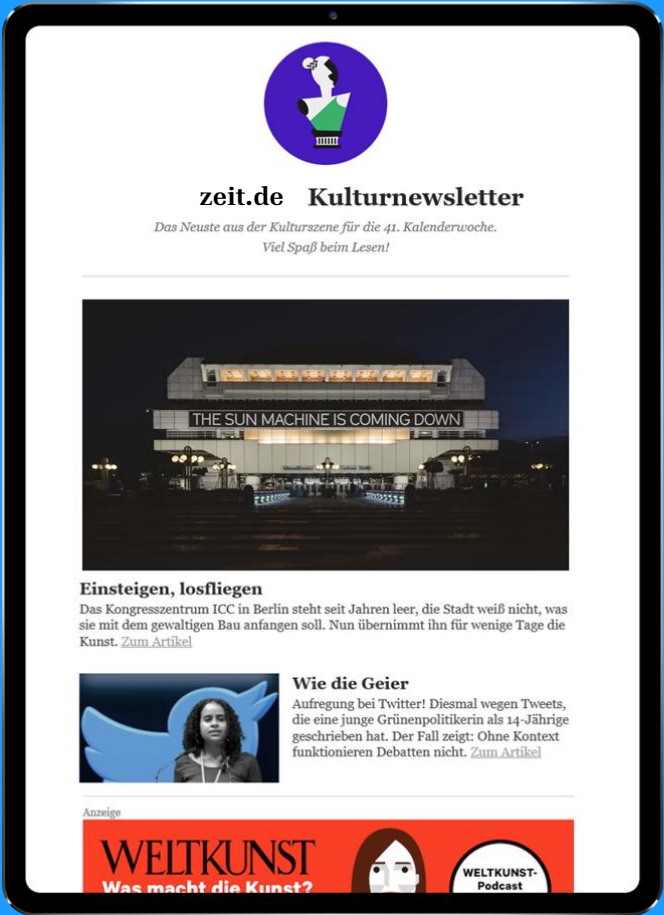 zeit.de Kulturnewsletter
Das Neuste aus der Kulturszene für die 41. Kalenderwoche.
Viel Spaß beim Lesen!
THE SUN MACHINE IS COMING DOWN
Einsteigen, losfliegen
Das Kongresszentrum ICC in Berlin steht seit Jahren leer, die Stadt weiß nicht, was
sie mit dem gewaltigen Bau anfangen soll. Nun übernimmt ihn für wenige Tage die
Kunst. Zum Artikel
Wie die Geier
Aufregung bei Twitter! Diesmal wegen Tweets,
die eine junge Grünenpolitikerin als 14-Jährige
geschrieben hat. Der Fall zeigt: Ohne Kontext
funktionieren Debatten nicht. Zum Artikel
Anzeige
WELTKUNST
Was macht die Kunst?
WELTKUNST-
Podcast